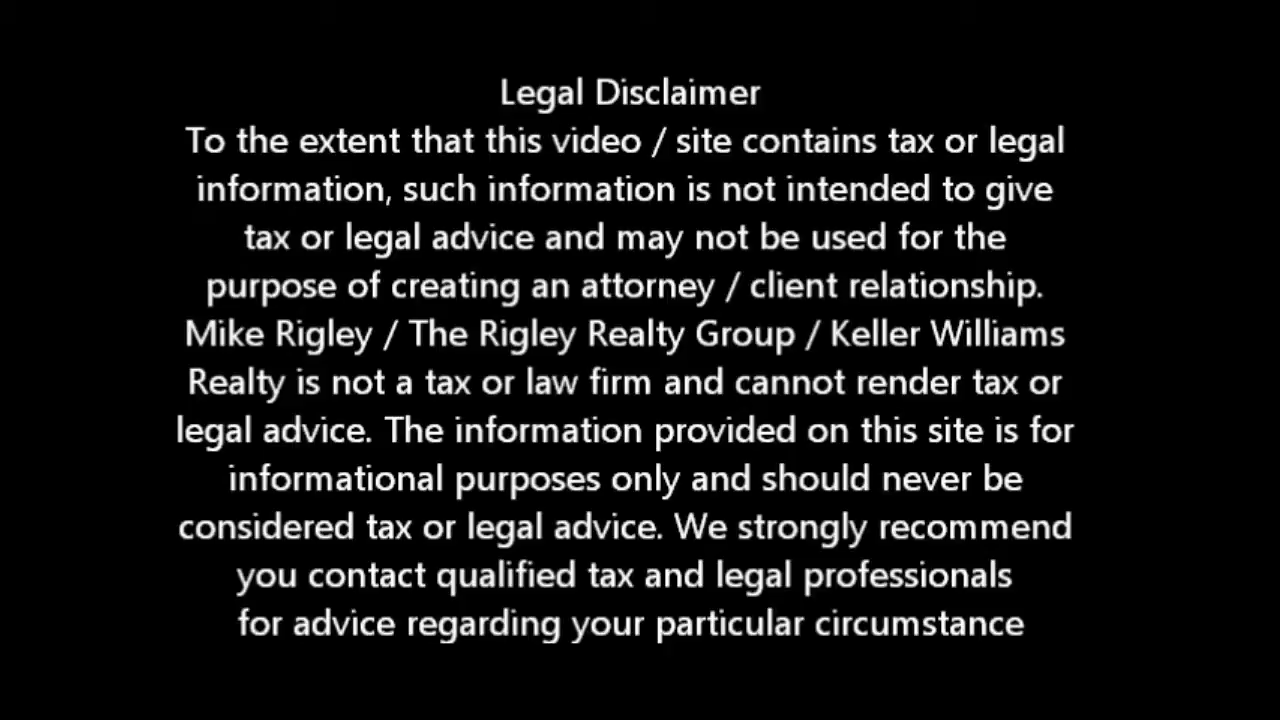 Legal Disclaimer
To the extent that this video / site contains tax or legal
information, such information is not intended to give
tax or legal advice and may not be used for the
purpose of creating an attorney / client relationship.
Mike Rigley / The Rigley Realty Group / Keller Williams
Realty is not a tax or law firm and cannot render tax or
legal advice. The information provided on this site is for
informational purposes only and should never be
considered tax or legal advice. We strongly recommend
you contact qualified tax and legal professionals
for advice regarding your particular circumstance